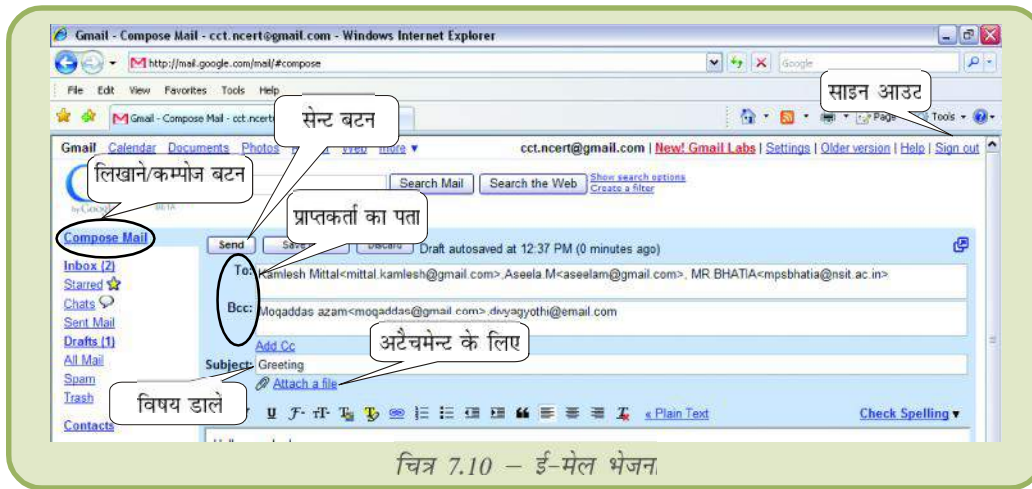 Gmail - Compose Mail - cct.ncert@gmail.com - Windows Internet Explorer
http://mail.google.com/mail/#compose
Google
File Edit View Favorites Tools Help
साइन आउट
सेन्ट बटन
Gmail - Compose Mail - cct.ncert
Page Tools
Gmail Calendar Documents Photos more
cct.ncert@gmail.com | New! Gmail Labs | Settings | Older version | Help | Sign out
लिखाने/कम्पोज बटन
Search Mail Search the Web Show search options
Create a filter
by Google BETA
प्राप्तकर्ता का पता
Compose Mail
Send Save Discard Draft autosaved at 12:37 PM (0 minutes ago)
Inbox (2)
To: Kamlesh Mittal<mittal.kamlesh@gmail.com>,Aseela.M<aseelam@gmail.com>, MR BHATIA<mpsbhatia@nsit.ac.in>
Starred
Chats
Bcc: Moqaddas azam<moqaddas@gmail.com>,divyagyothi@email.com
Sent Mail
Drafts (1)
अटैचमेन्ट के लिए
Add Cc
All Mail
Subject: Greeting
Spam
Attach a file
Trash
विषय डाले
« Plain Text Check Spelling
Contacts
चित्र 7.10 – ई-मेल भेजन